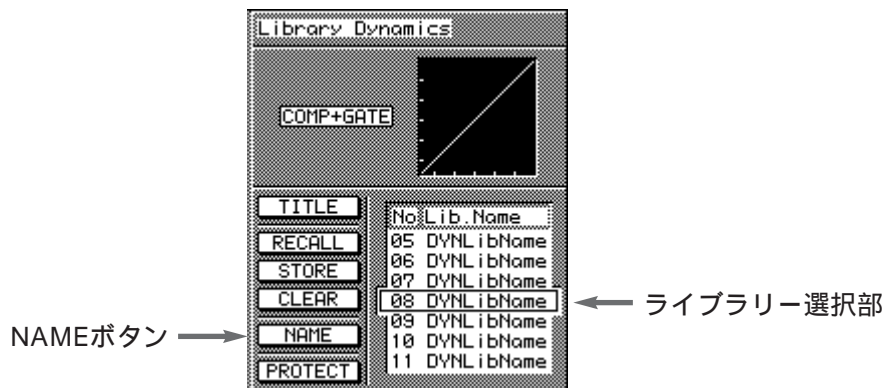 Library Dynamics
COMP+GATE
TITLE
RECALL
STORE
CLEAR
NAME
PROTECT
No Lib.Name
05 DYNLibName
06 DYNLibName
07 DYNLibName
08 DYNLibName
09 DYNLibName
10 DYNLibName
11 DYNLibName
NAMEボタン
ライブラリー選択部